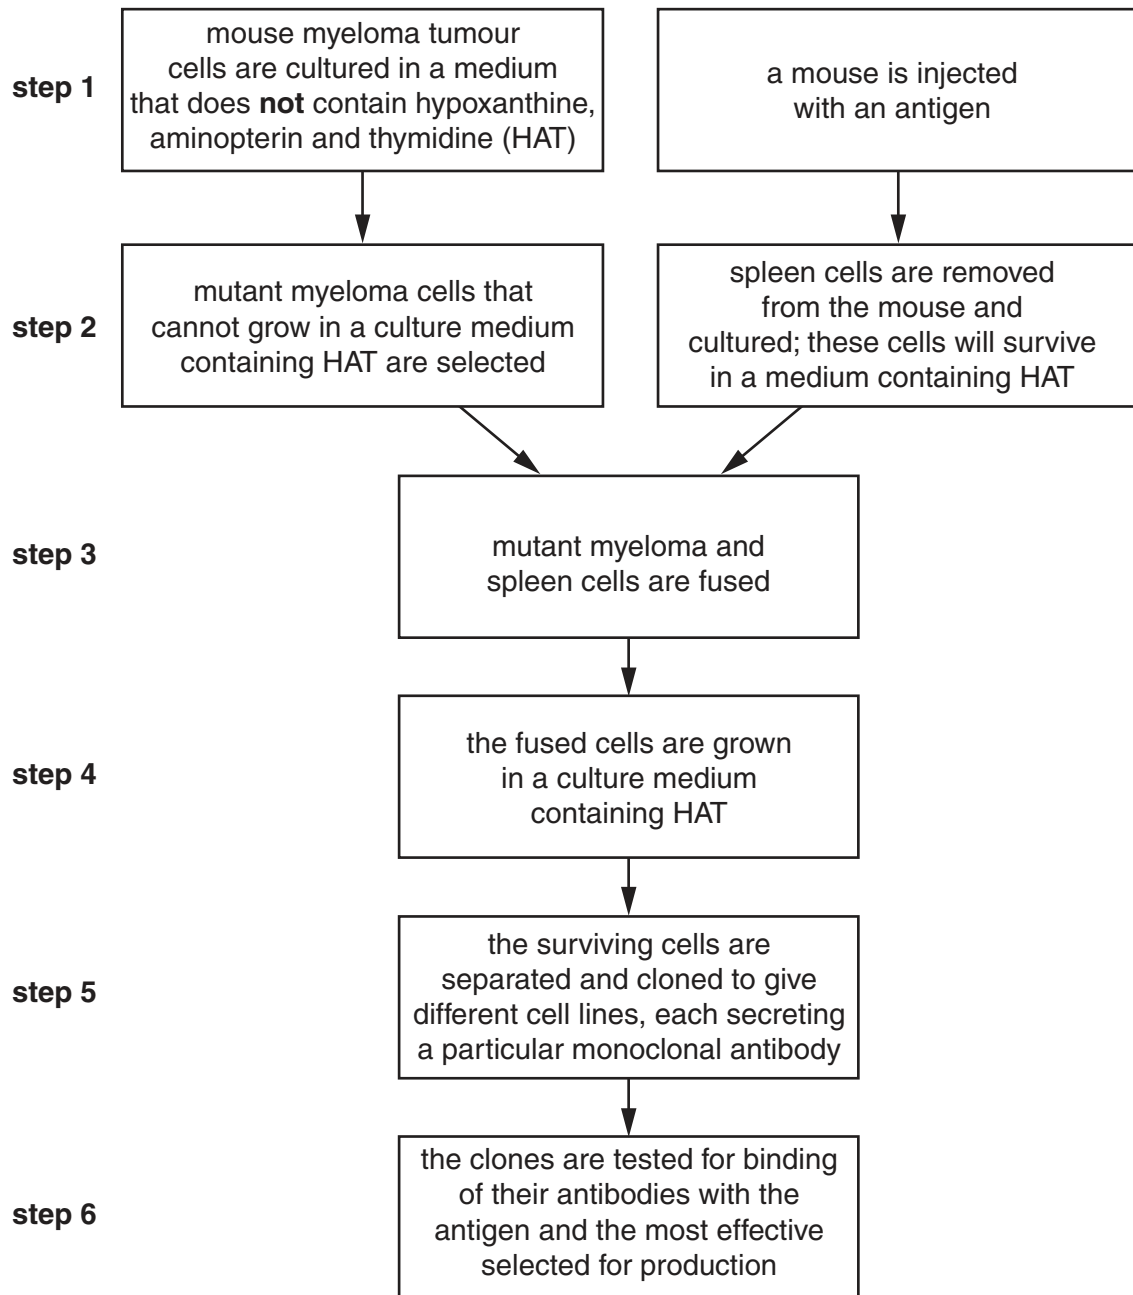 step 1
mouse myeloma tumour
cells are cultured in a medium
that does not contain hypoxanthine,
aminopterin and thymidine (HAT)
a mouse is injected
with an antigen
step 2
mutant myeloma cells that
cannot grow in a culture medium
containing HAT are selected
spleen cells are removed
from the mouse and
cultured; these cells will survive
in a medium containing HAT
step 3
mutant myeloma and
spleen cells are fused
step 4
the fused cells are grown
in a culture medium
containing HAT
step 5
the surviving cells are
separated and cloned to give
different cell lines, each secreting
a particular monoclonal antibody
step 6
the clones are tested for binding
of their antibodies with the
antigen and the most effective
selected for production